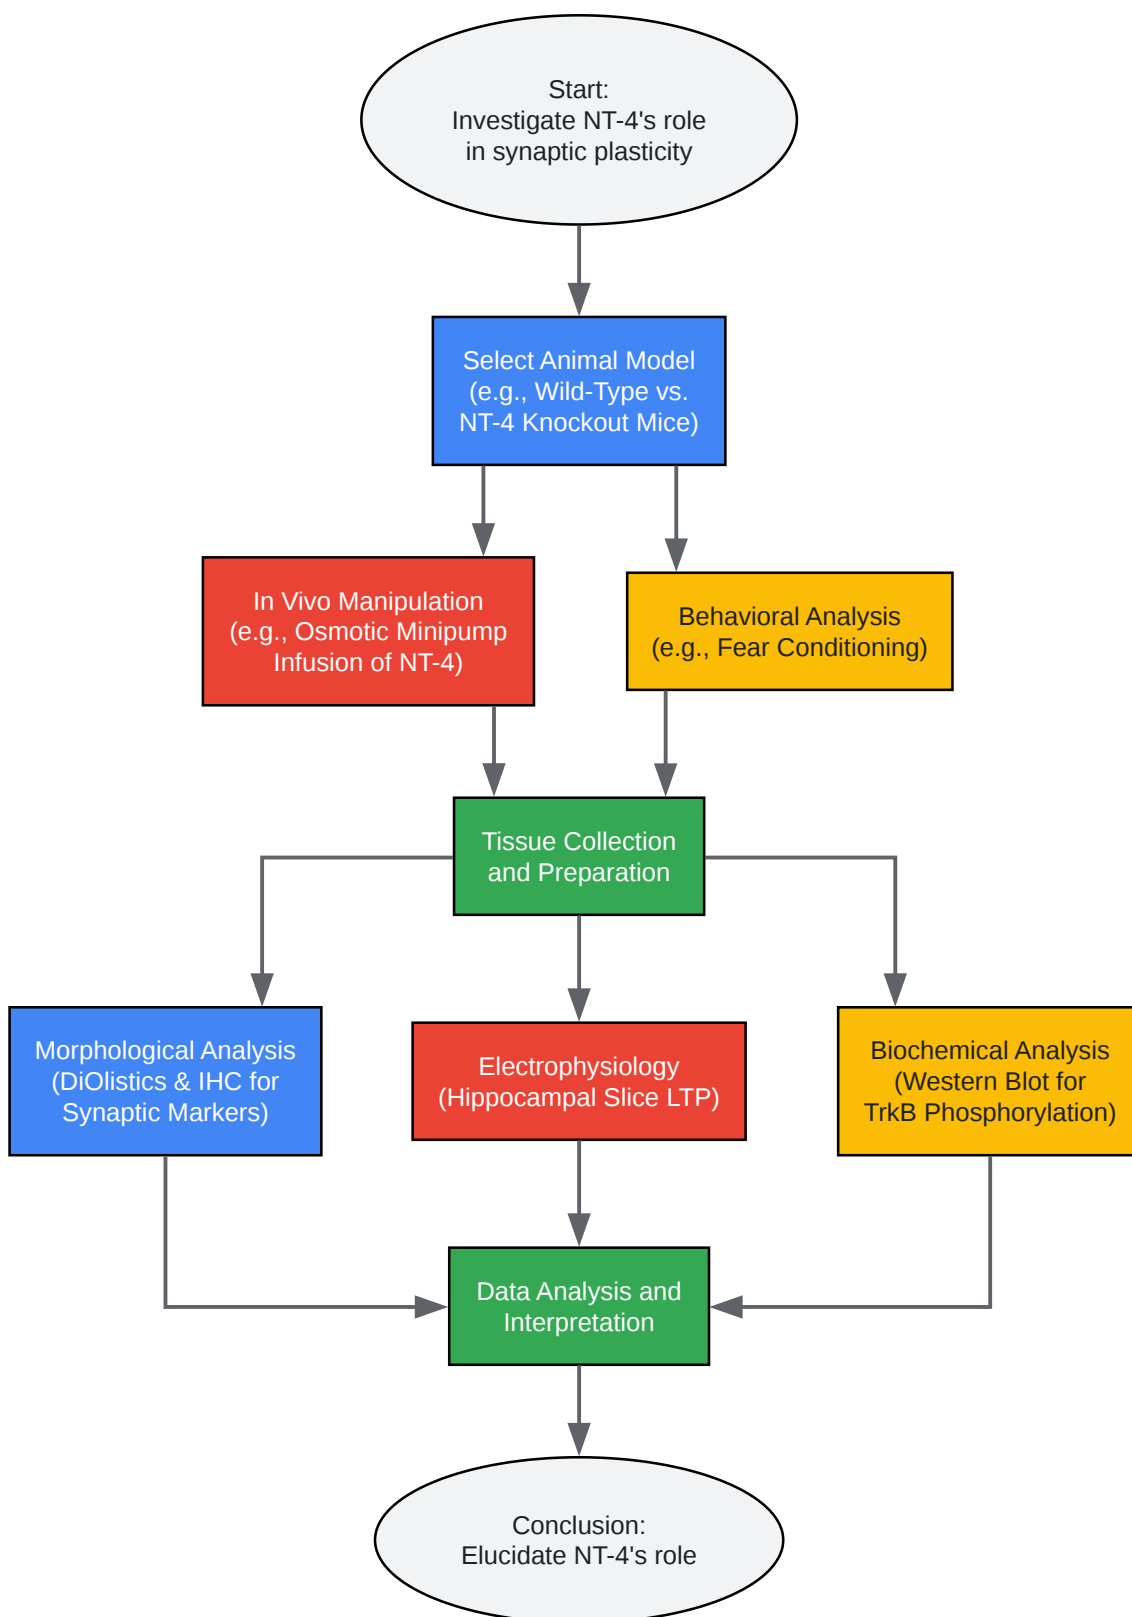 Start:
Investigate NT-4's role
in synaptic plasticity
Select Animal Model
(e.g., Wild-Type vs.
NT-4 Knockout Mice)
In Vivo Manipulation
(e.g., Osmotic Minipump
Infusion of NT-4)
Behavioral Analysis
(e.g., Fear Conditioning)
Tissue Collection
and Preparation
Morphological Analysis
(DiOlistics & IHC for
Synaptic Markers)
Electrophysiology
(Hippocampal Slice LTP)
Biochemical Analysis
(Western Blot for
TrkB Phosphorylation)
Data Analysis and
Interpretation
Conclusion:
Elucidate NT-4's role